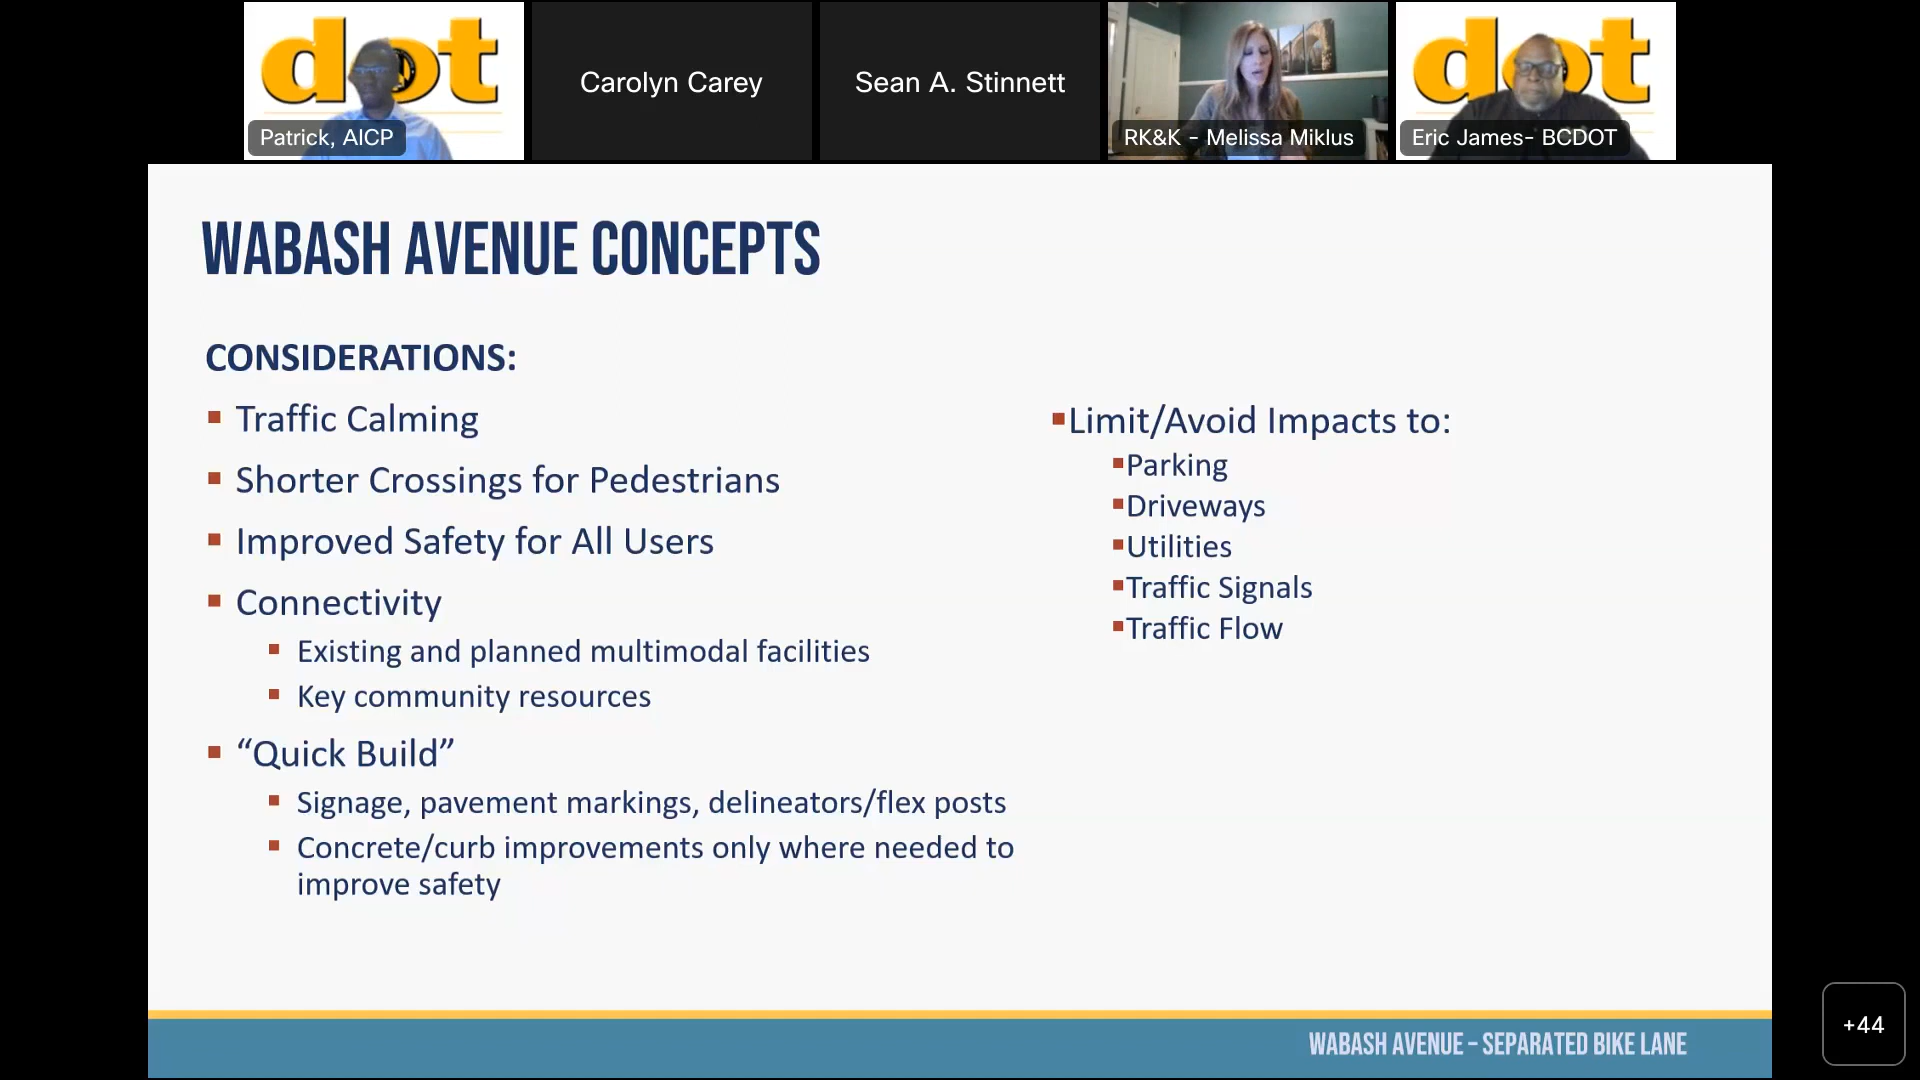 dot
Patrick, AICP
Carolyn Carey
Sean A. Stinnett
RK&K - Melissa Miklus
dot
Eric James- BCDOT
WABASH AVENUE CONCEPTS
CONSIDERATIONS:
Traffic Calming
Shorter Crossings for Pedestrians
Improved Safety for All Users
Connectivity
Existing and planned multimodal facilities
Key community resources
“Quick Build”
Signage, pavement markings, delineators/flex posts
Concrete/curb improvements only where needed to
improve safety
Limit/Avoid Impacts to:
Parking
Driveways
Utilities
Traffic Signals
Traffic Flow
WABASH AVENUE – SEPARATED BIKE LANE
+44